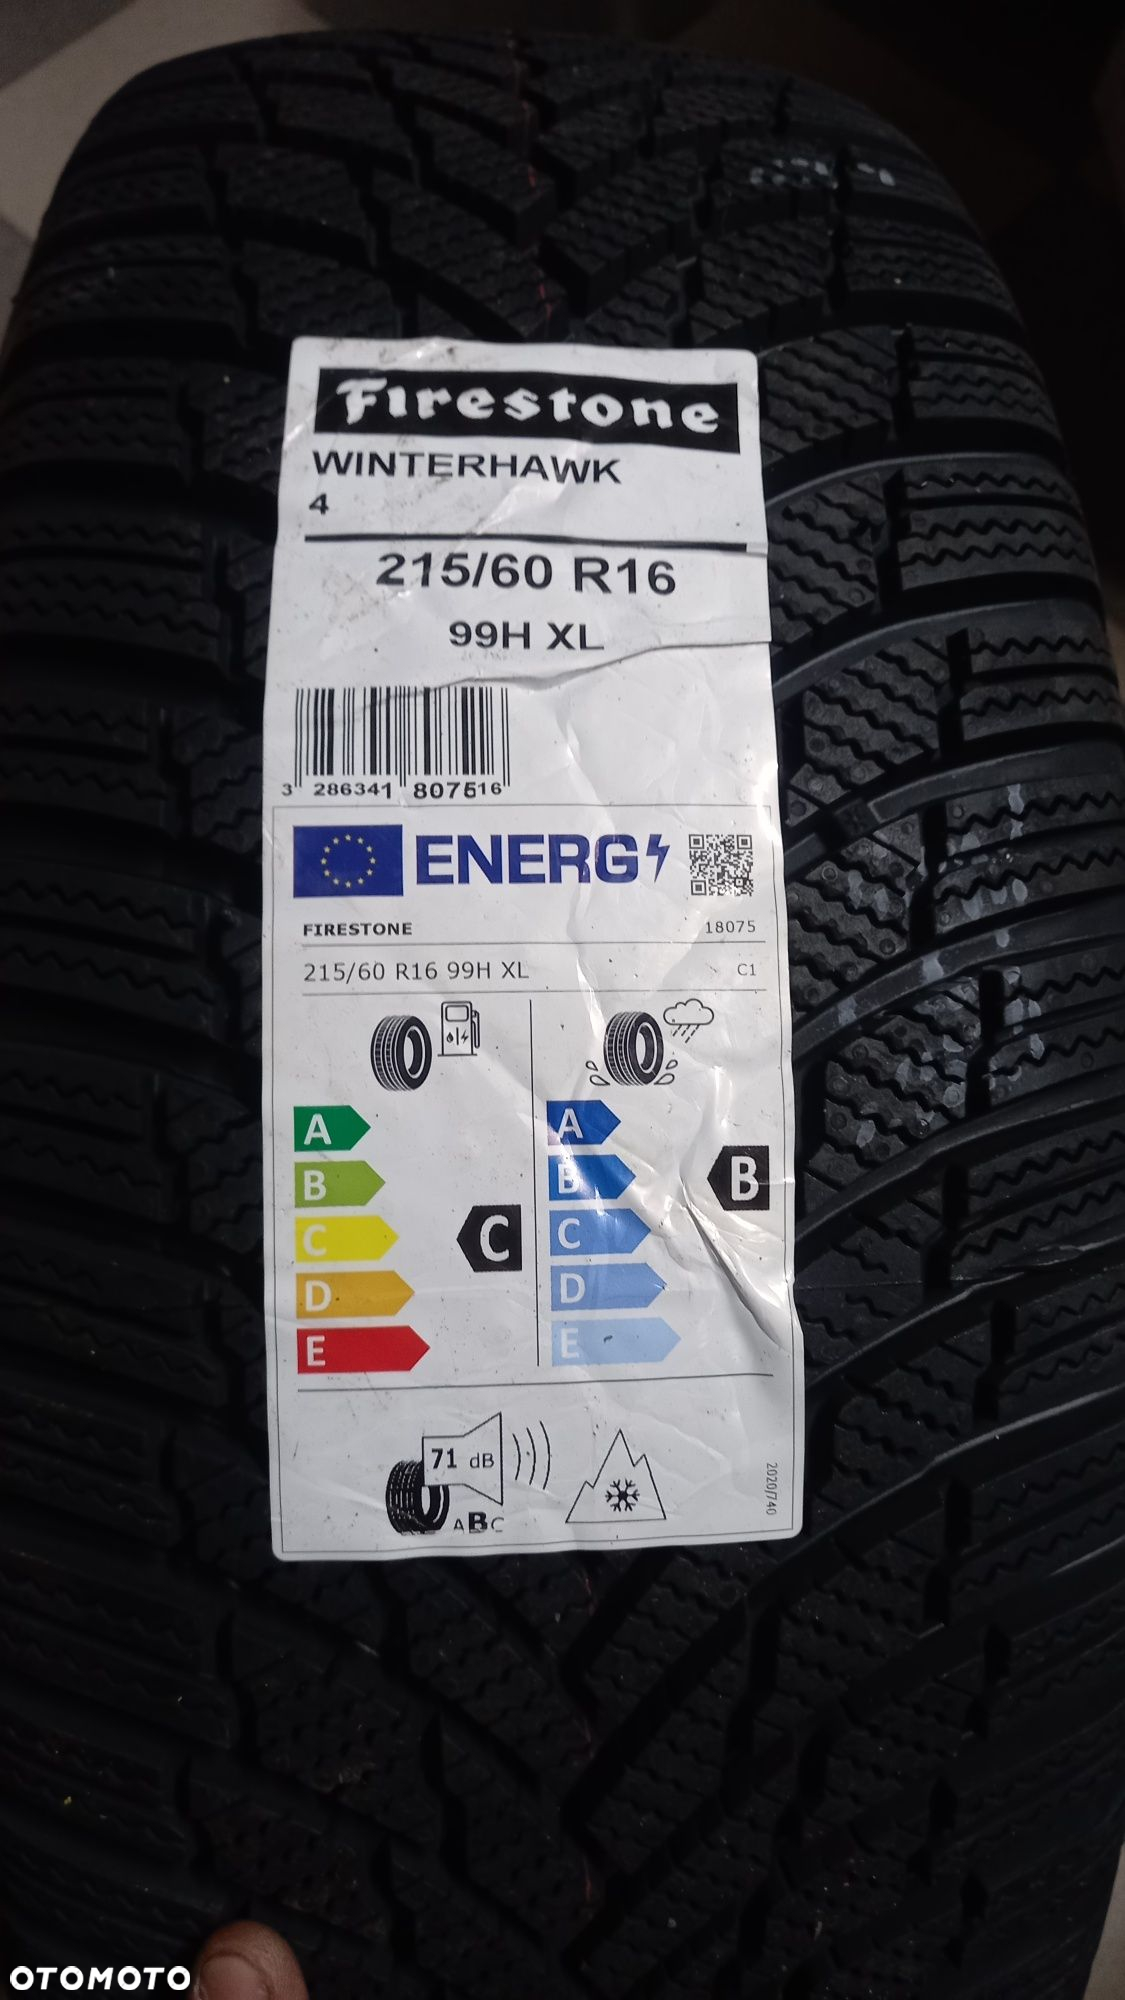 Firestone
WINTERHAWK
4
215/60 R16
99H XL
3 286341 807516
ENERG
FIRESTONE 18075
215/60 R16 99H XL C1
A A
B B B
C C C
D D
E E
71 dB
ABC
2020/740
OTOMOTO